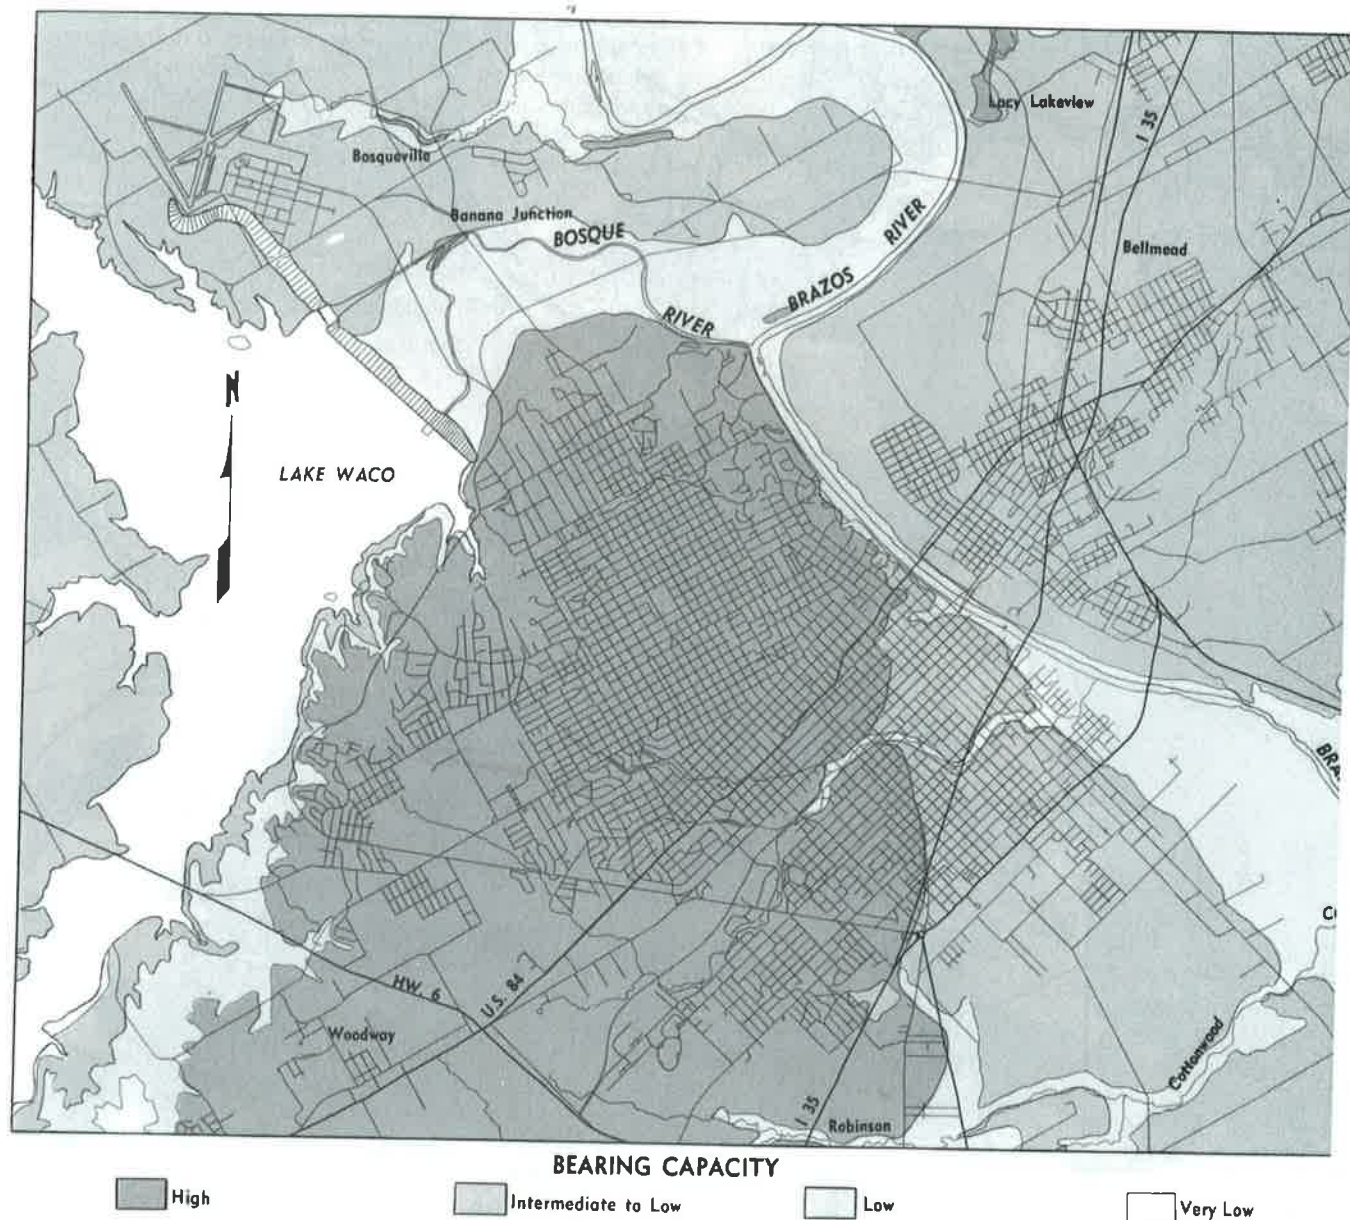 Lacy Lakeview
I 35
Bosqueville
Banana Junction
BOSQUE
RIVER
BRAZOS
RIVER
Bellmead
N
LAKE WACO
BRA
CO
HW. 6
U.S. 84
Woodway
Cottonwood
I 35
Robinson
BEARING CAPACITY
High
Intermediate to Low
Low
Very Low